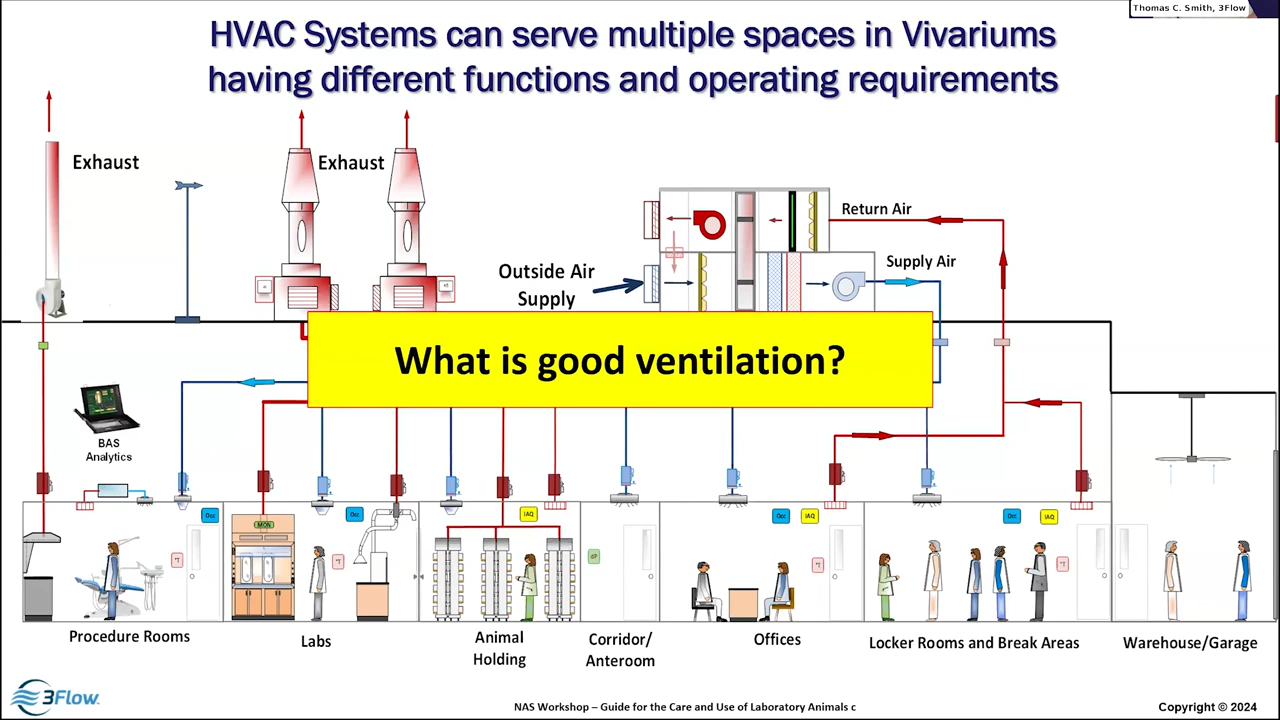 Thomas C. Smith, 3Flow
HVAC Systems can serve multiple spaces in Vivariums
having different functions and operating requirements
Exhaust
Exhaust
Return Air
Supply Air
Outside Air
Supply
What is good ventilation?
BAS
Analytics
Occ
MON
Occ
IAQ
Occ
IAQ
Occ
IAQ
dP
°T
°T
°T
°T
Procedure Rooms
Labs
Animal
Holding
Corridor/
Anteroom
Offices
Locker Rooms and Break Areas
Warehouse/Garage
3Flow.
NAS Workshop – Guide for the Care and Use of Laboratory Animals c
Copyright © 2024